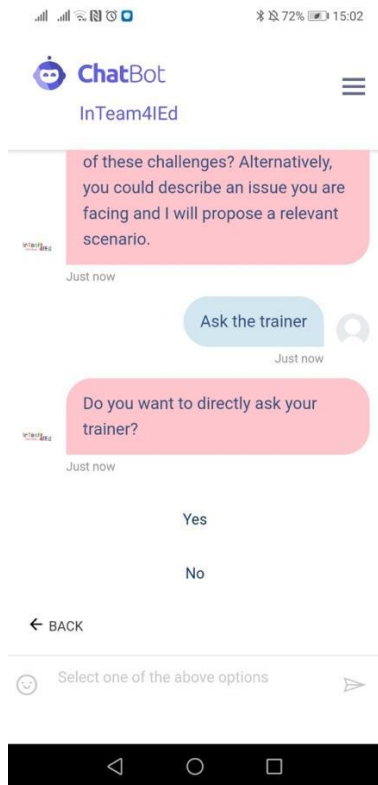 72% 15:02
ChatBot
InTeam4IEd
of these challenges? Alternatively,
you could describe an issue you are
facing and I will propose a relevant
scenario.
Just now
Ask the trainer
Just now
Do you want to directly ask your
trainer?
Just now
Yes
No
BACK
Select one of the above options